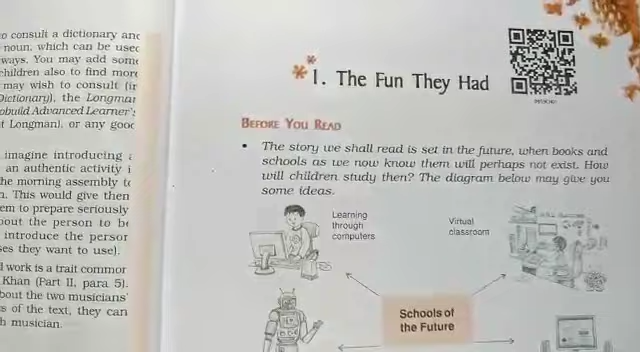 o consult a dictionary and
noun, which can be used
ways. You may add some
children also to find more
may wish to consult (in
Dictionary), the Longman
obuild Advanced Learner's
t Longman), or any good
imagine introducing a
an authentic activity i
he morning assembly to
n. This would give then
em to prepare seriously
bout the person to be
introduce the person
ses they want to use).
l work is a trait common
Khan (Part II, para 5).
bout the two musicians'
s of the text, they can
h musician.
1. The Fun They Had
BEFORE YOU READ
• The story we shall read is set in the future, when books and
schools as we now know them will perhaps not exist. How
will children study then? The diagram below may give you
some ideas.
Learning
through
computers
Virtual
classroom
Schools of
the Future